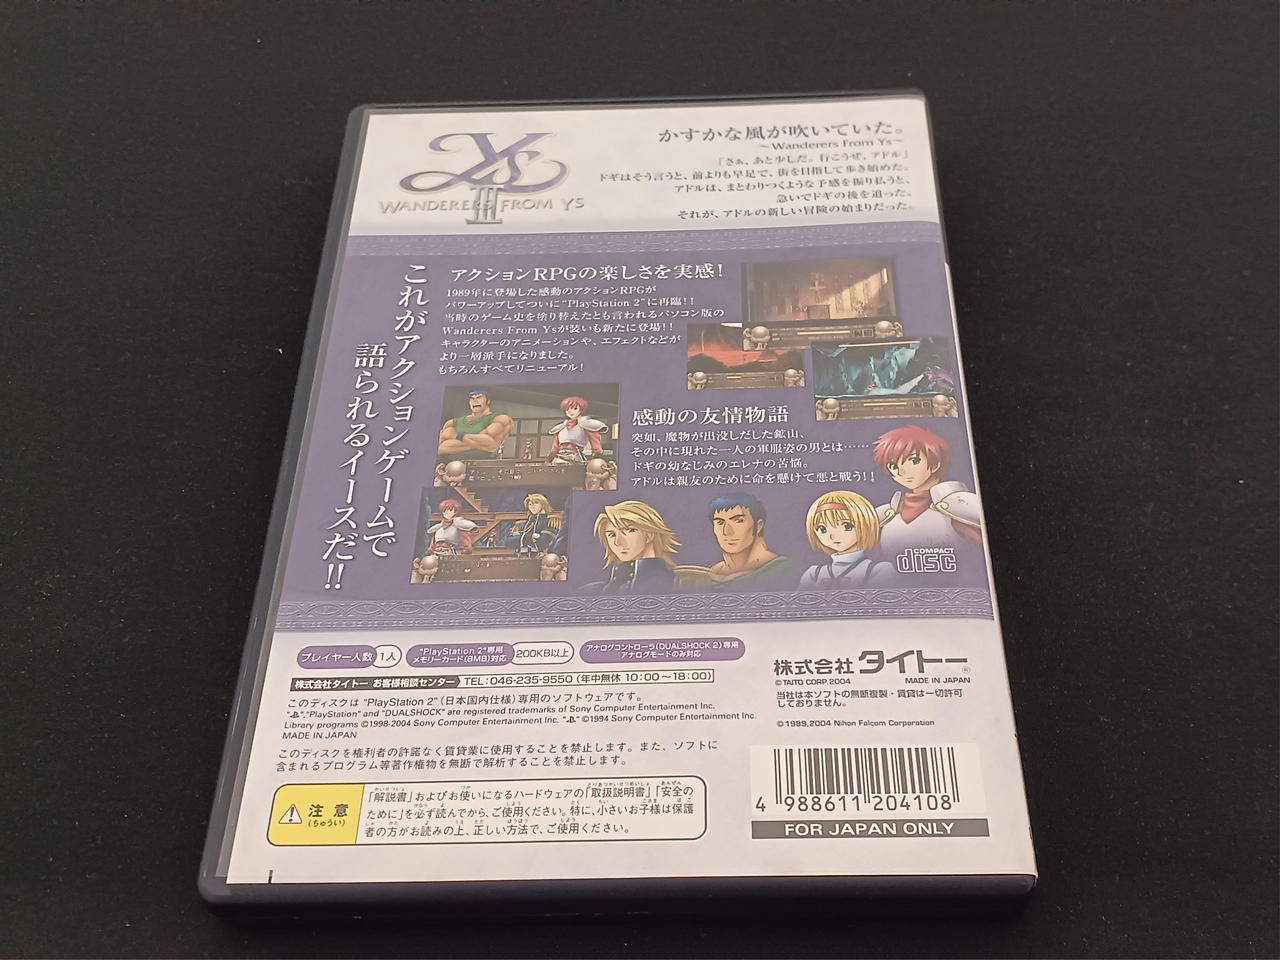 Ys
III
WANDERERS FROM YS
かすかな風が吹いていた。
～Wanderers From Ys～
「さぁ、あと少しだ。行こうぜ、アドル」
ドギはそう言うと、前よりも早足で、街を目指して歩き始めた。
アドルは、まとわりつくような予感を振り払うと、
急いでドギの後を追った。
それが、アドルの新しい冒険の始まりだった。
これがアクションゲームで
語られるイースだ!!
アクションRPGの楽しさを実感!
1989年に登場した感動のアクションRPGが
パワーアップしてついに"PlayStation 2"に再臨!!
当時のゲーム史を塗り替えたとも言われるパソコン版の
Wanderers From Ysが装いも新たに登場!!
キャラクターのアニメーションや、エフェクトなどが
より一層派手になりました。
もちろんすべてリニューアル!
感動の友情物語
突如、魔物が出没しだした鉱山、
その中に現れた一人の軍服姿の男とは……
ドギの幼なじみのエレナの苦悩。
アドルは親友のために命を懸けて悪と戦う!!
COMPACT
disc
プレイヤー人数 1人
"PlayStation 2"専用
メモリーカード(8MB)対応
200KB以上
アナログコントローラ(DUALSHOCK 2)対応
アナログモードのみ対応
株式会社タイトー お客様相談センター TEL:046-235-9550 (年中無休 10:00～18:00)
このディスクは "PlayStation 2" (日本国内仕様) 専用のソフトウェアです。
" ", "PlayStation" and "DUALSHOCK" are registered trademarks of Sony Computer Entertainment Inc.
Library programs ©1998-2004 Sony Computer Entertainment Inc. " " ©1994 Sony Computer Entertainment Inc.
MADE IN JAPAN
このディスクを権利者の許諾なく賃貸業に使用することを禁止します。また、ソフトに
含まれるプログラム等著作権物を無断で解析することを禁止します。
注意
(ちゅうい)
「解説書」およびお使いになるハードウェアの「取扱説明書」「安全の
ために」を必ず読んでから、ご使用ください。特に、小さいお子様は保護
者の方がお読みの上、正しい方法で、ご使用ください。
株式会社タイトー®
©TAITO CORP. 2004 MADE IN JAPAN
当社は本ソフトの無断複製・賃貸は一切許可
しておりません。
©1989,2004 Nihon Falcom Corporation
4 988611 204108
FOR JAPAN ONLY